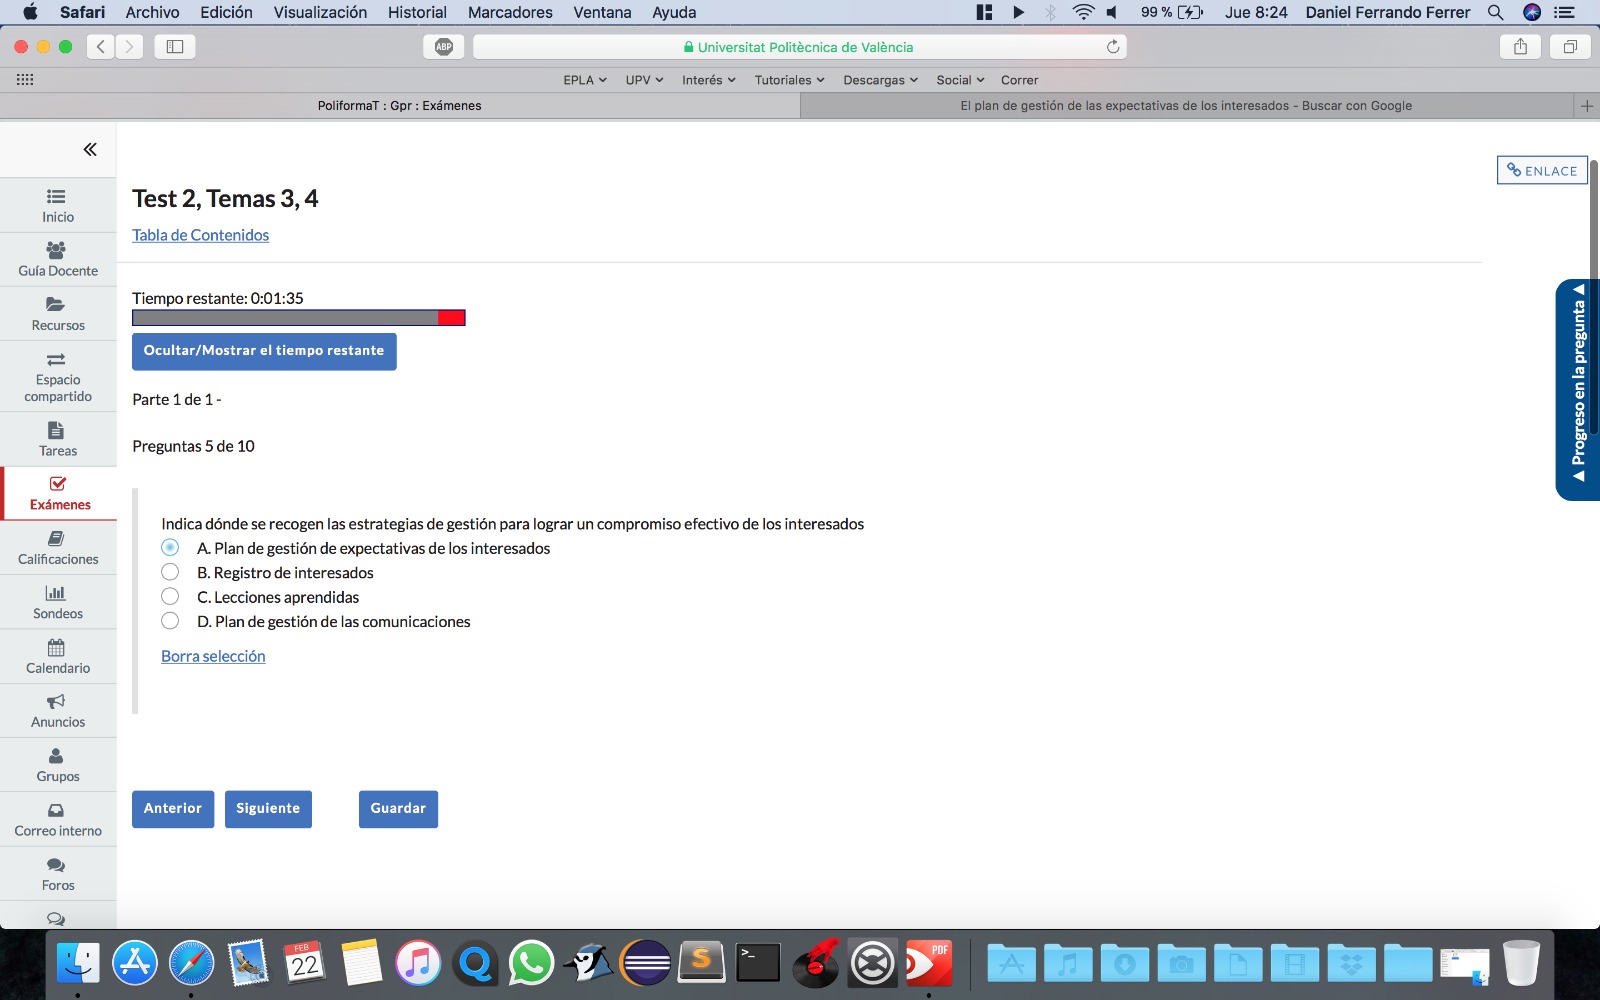 Safari Archivo Edición Visualización Historial Marcadores Ventana Ayuda 99 % Jue 8:24 Daniel Ferrando Ferrer
ABP Universitat Politècnica de València
EPLA UPV Interés Tutoriales Descargas Social Correr
PoliformaT : Gpr : Exámenes El plan de gestión de las expectativas de los interesados - Buscar con Google
ENLACE
Inicio
Guía Docente
Recursos
Espacio
compartido
Tareas
Exámenes
Calificaciones
Sondeos
Calendario
Anuncios
Grupos
Correo interno
Foros
Test 2, Temas 3, 4
Tabla de Contenidos
Tiempo restante: 0:01:35
Ocultar/Mostrar el tiempo restante
Parte 1 de 1 -
Preguntas 5 de 10
Indica dónde se recogen las estrategias de gestión para lograr un compromiso efectivo de los interesados
A. Plan de gestión de expectativas de los interesados
B. Registro de interesados
C. Lecciones aprendidas
D. Plan de gestión de las comunicaciones
Borra selección
Anterior Siguiente Guardar
Progreso en la pregunta
FEB
22
PDF